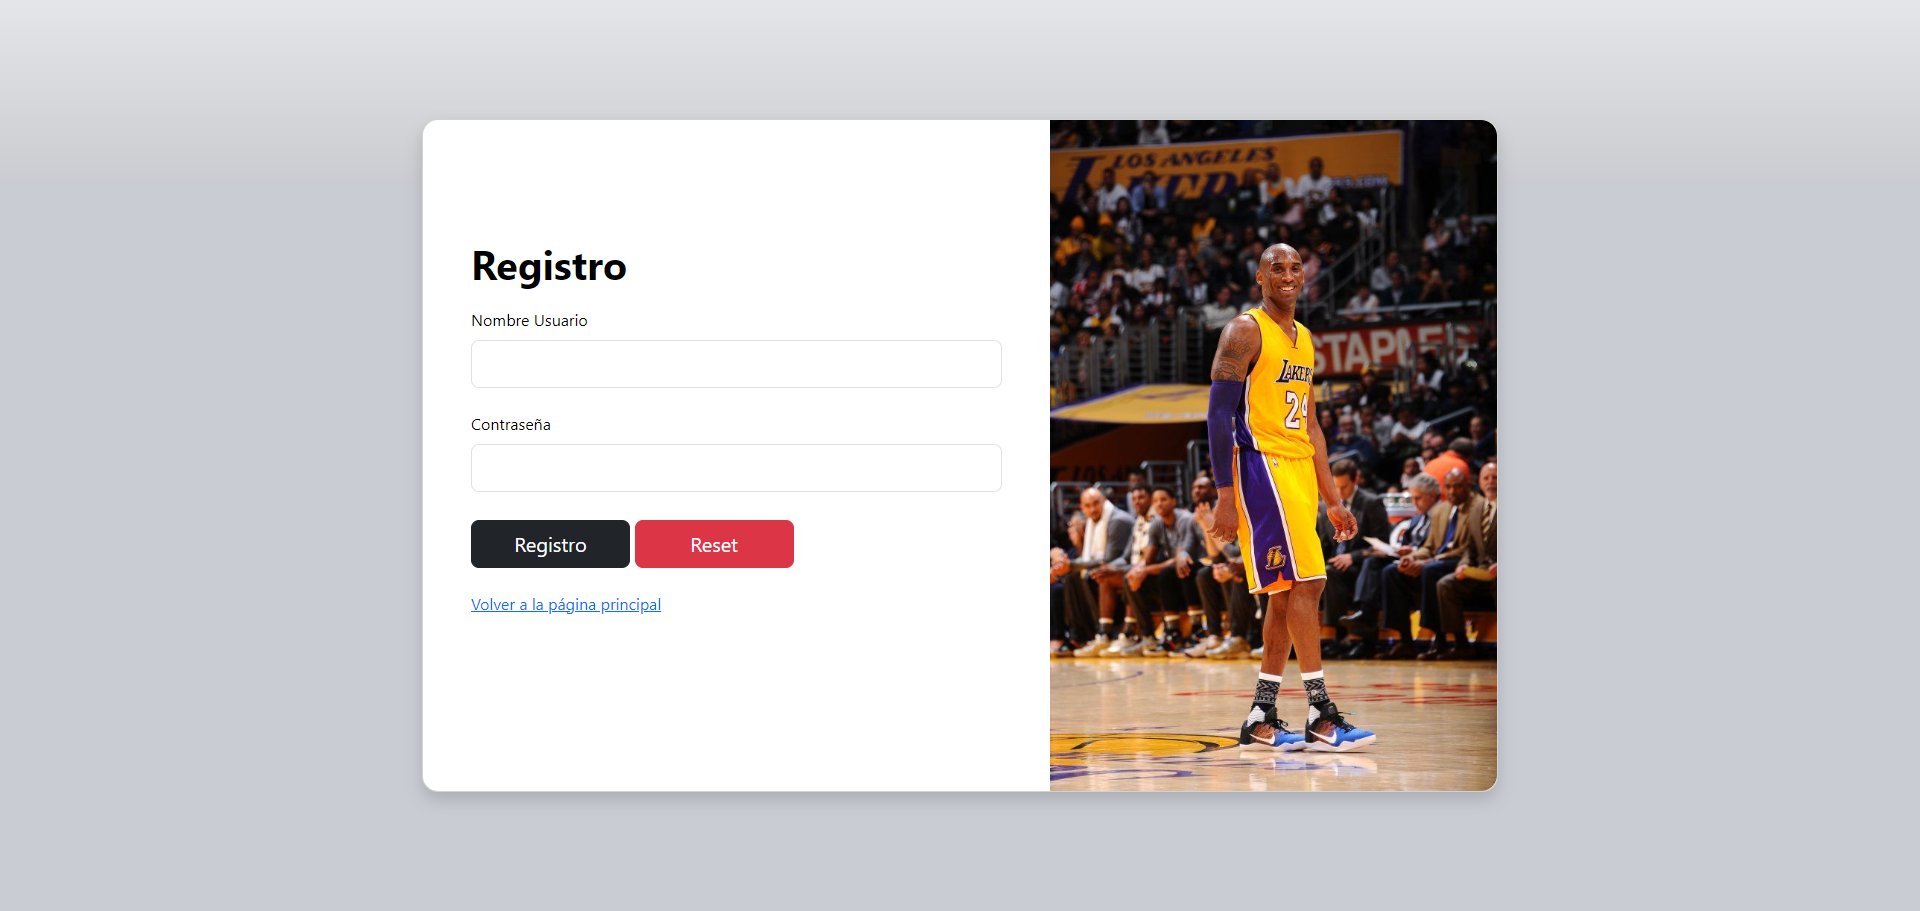 Registro
Nombre Usuario
Contraseña
Registro
Reset
Volver a la página principal
LOS ANGELES
STAPLES
LAKERS
24